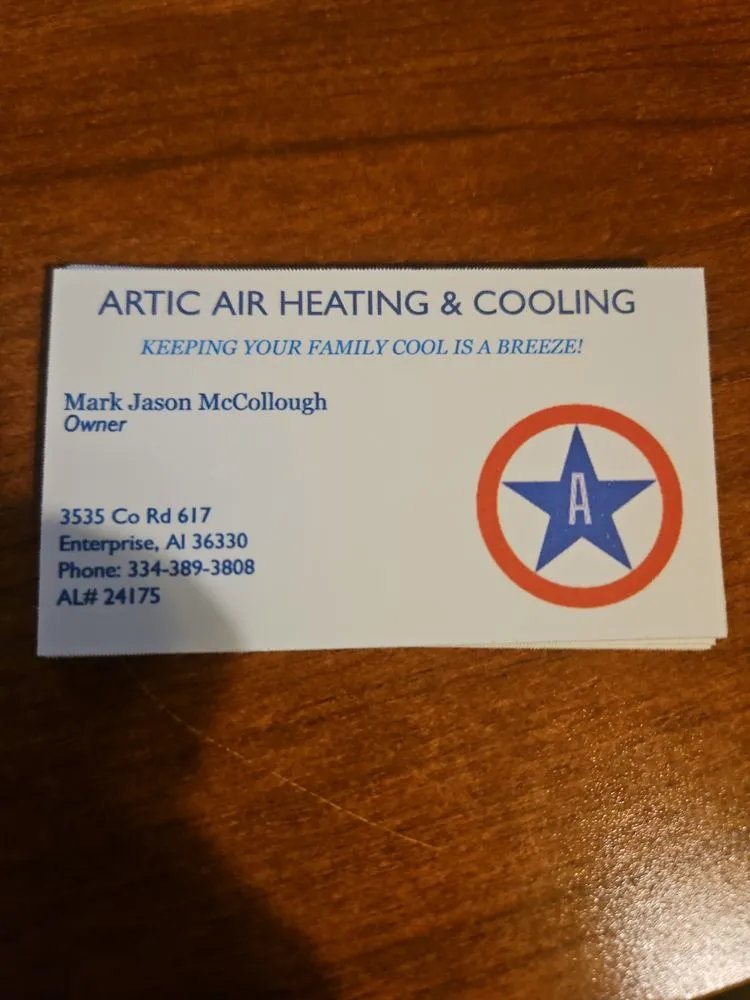 ARTIC AIR HEATING & COOLING
KEEPING YOUR FAMILY COOL IS A BREEZE!
Mark Jason McCollough
Owner
A
3535 Co Rd 617
Enterprise, Al 36330
Phone: 334-389-3808
AL# 24175